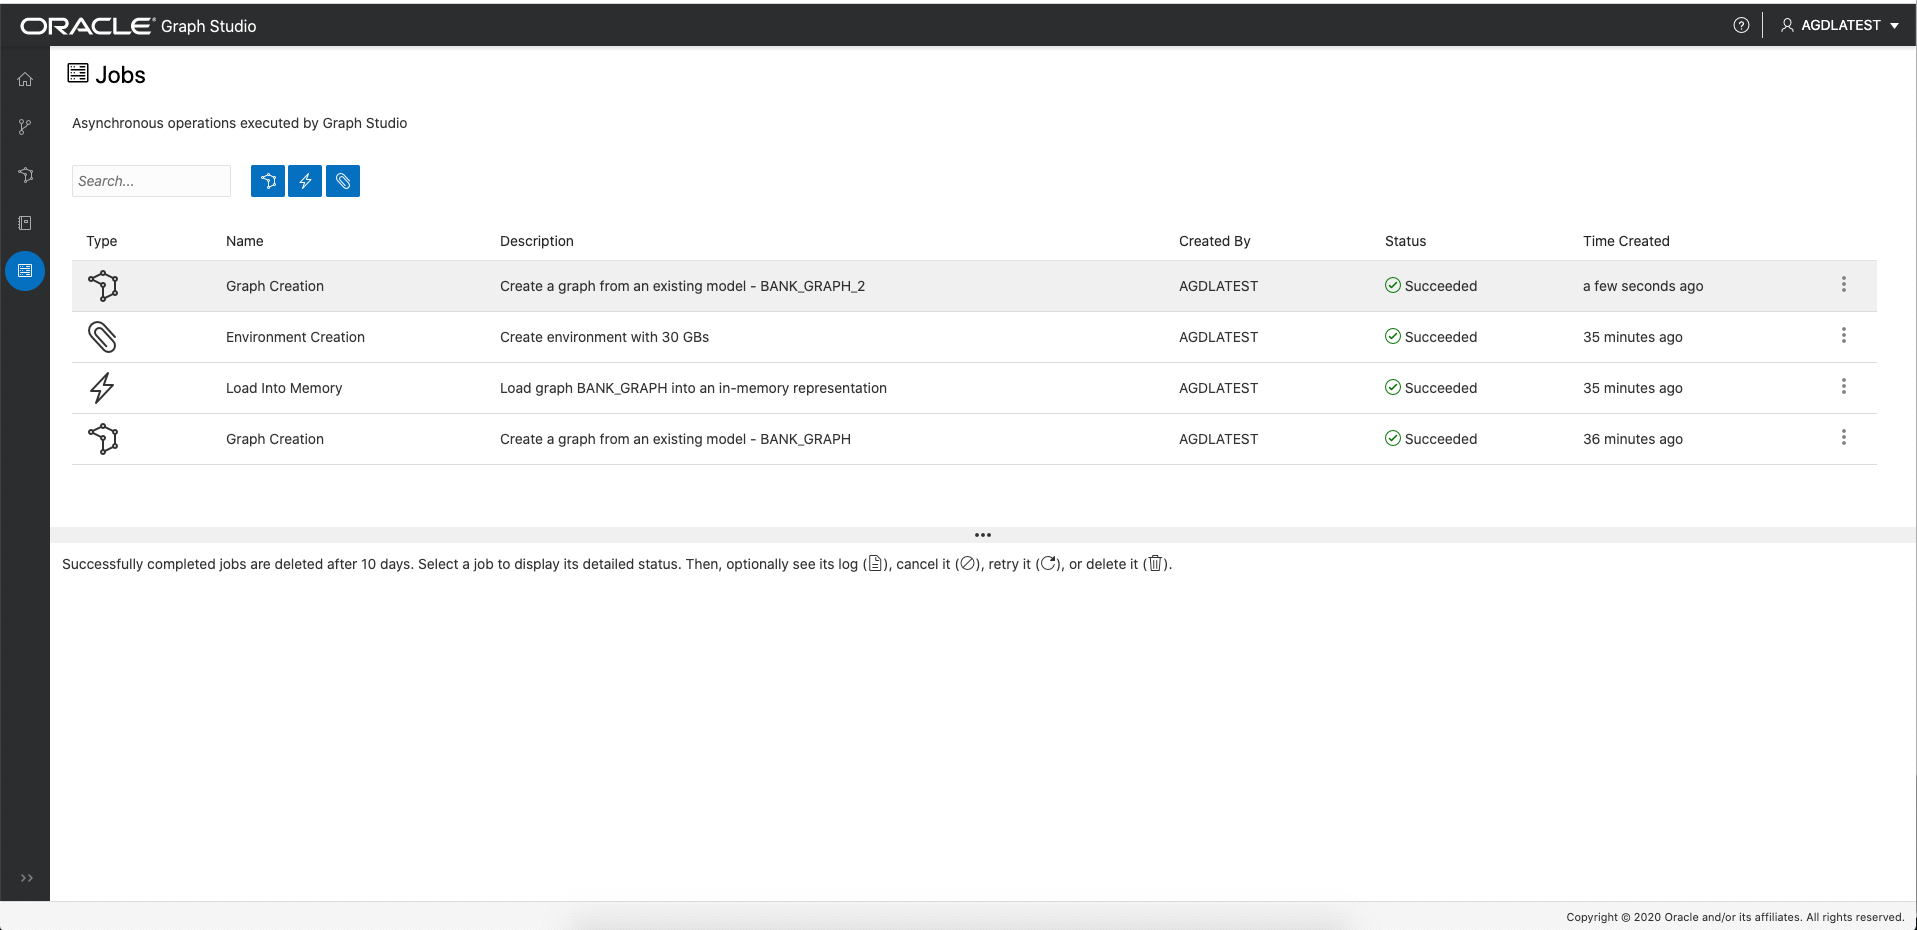 ORACLE® Graph Studio
? AGDLATEST
Jobs
Asynchronous operations executed by Graph Studio
Search...
Type Name Description Created By Status Time Created
Graph Creation Create a graph from an existing model - BANK_GRAPH_2 AGDLATEST Succeeded a few seconds ago
Environment Creation Create environment with 30 GBs AGDLATEST Succeeded 35 minutes ago
Load Into Memory Load graph BANK_GRAPH into an in-memory representation AGDLATEST Succeeded 35 minutes ago
Graph Creation Create a graph from an existing model - BANK_GRAPH AGDLATEST Succeeded 36 minutes ago
Successfully completed jobs are deleted after 10 days. Select a job to display its detailed status. Then, optionally see its log (), cancel it (), retry it (), or delete it ().
Copyright © 2020 Oracle and/or its affiliates. All rights reserved.